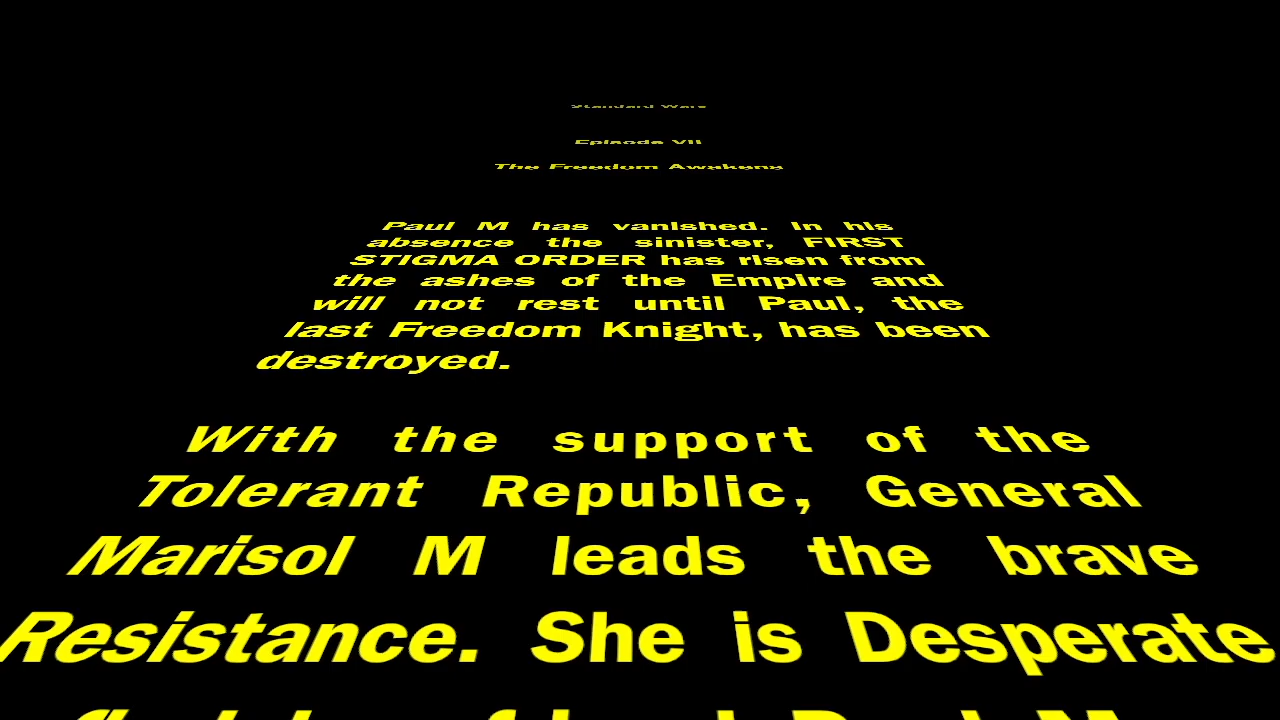 Standard Wars
Episode VII
The Freedom Awakens
Paul M has vanished. In his
absence the sinister, FIRST
STIGMA ORDER has risen from
the ashes of the Empire and
will not rest until Paul, the
last Freedom Knight, has been
destroyed.
With the support of the
Tolerant Republic, General
Marisol M leads the brave
Resistance. She is Desperate